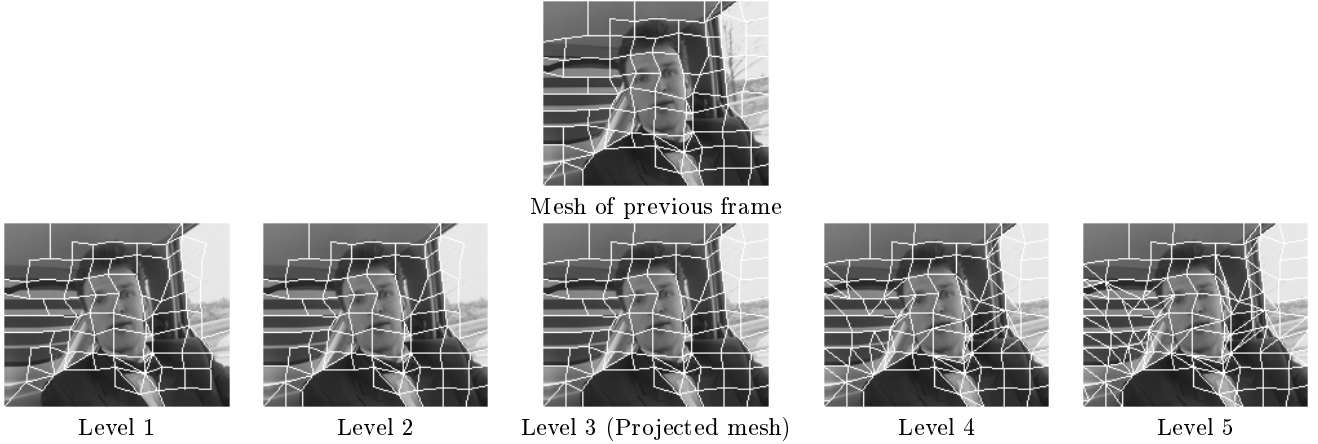 Mesh of previous frame
Level 1
Level 2
Level 3 (Projected mesh)
Level 4
Level 5